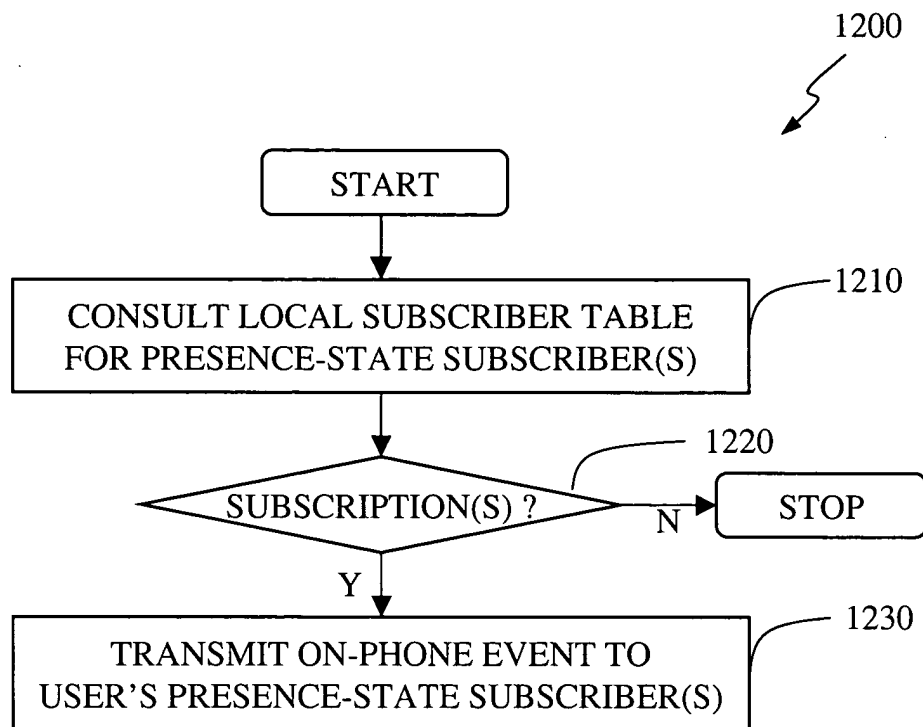 1200
START
1210
CONSULT LOCAL SUBSCRIBER TABLE
FOR PRESENCE-STATE SUBSCRIBER(S)
1220
SUBSCRIPTION(S) ?
N
STOP
Y
1230
TRANSMIT ON-PHONE EVENT TO
USER’S PRESENCE-STATE SUBSCRIBER(S)